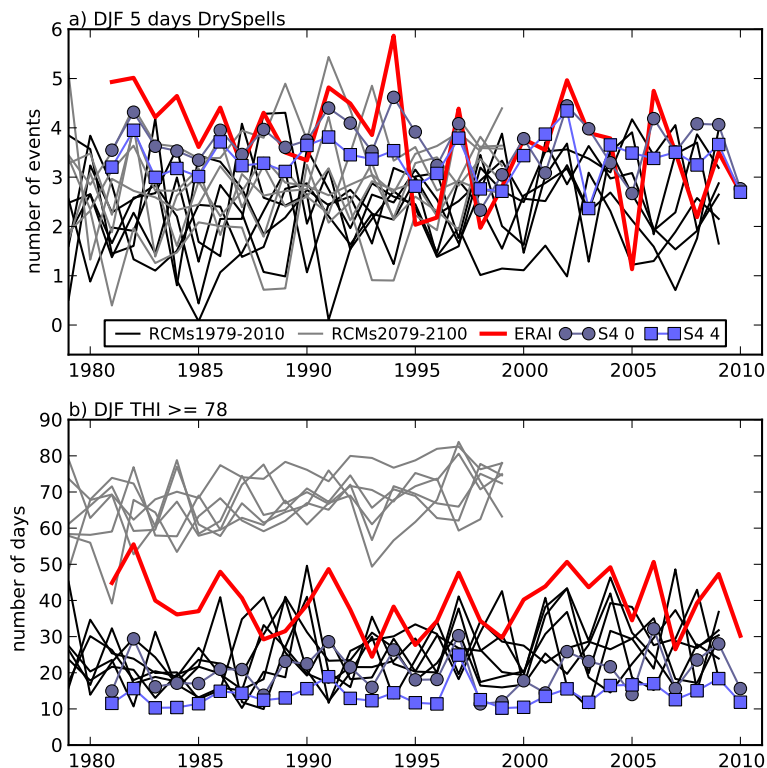 a) DJF 5 days DrySpells
number of events
6
5
4
3
2
1
0
RCMs1979-2010 RCMs2079-2100 ERAI S4 0 S4 4
1980 1985 1990 1995 2000 2005 2010
b) DJF THI >= 78
number of days
90
80
70
60
50
40
30
20
10
0
1980 1985 1990 1995 2000 2005 2010